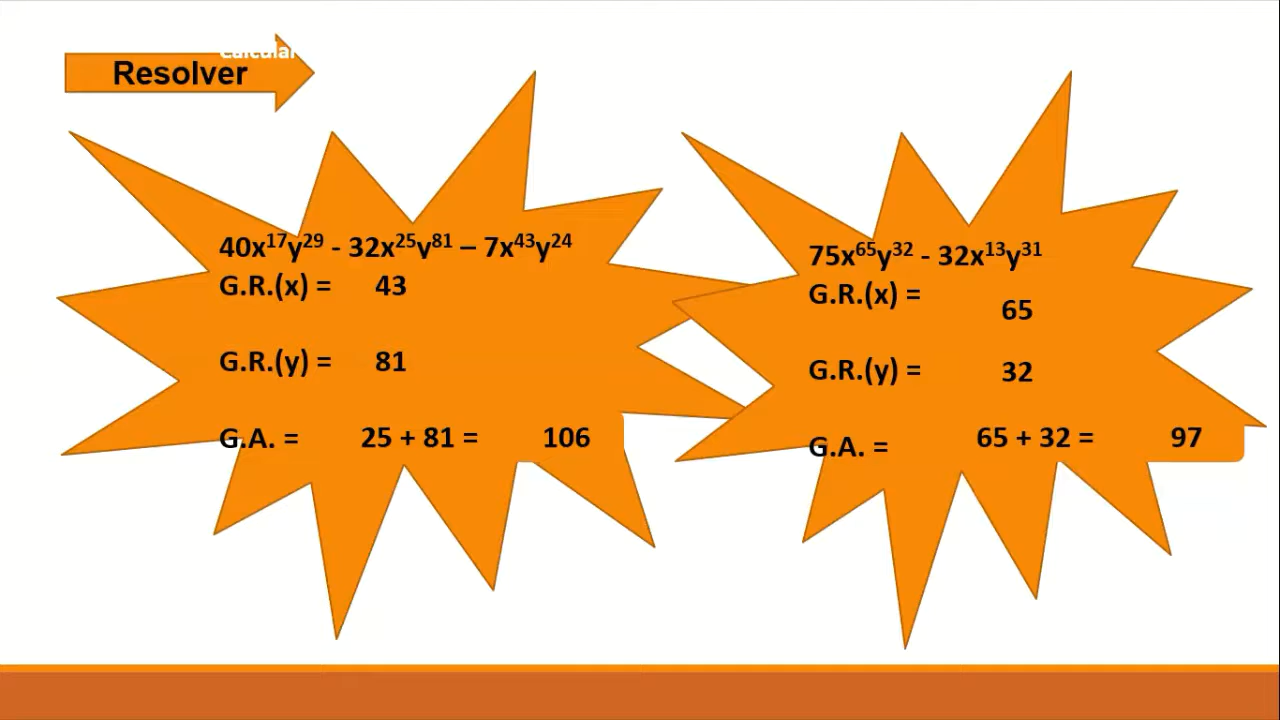 Calcular
Resolver
40x¹⁷y²⁹ - 32x²⁵y⁸¹ – 7x⁴³y²⁴
G.R.(x) = 43
G.R.(y) = 81
G.A. = 25 + 81 = 106
75x⁶⁵y³² - 32x¹³y³¹
G.R.(x) = 65
G.R.(y) = 32
G.A. = 65 + 32 = 97